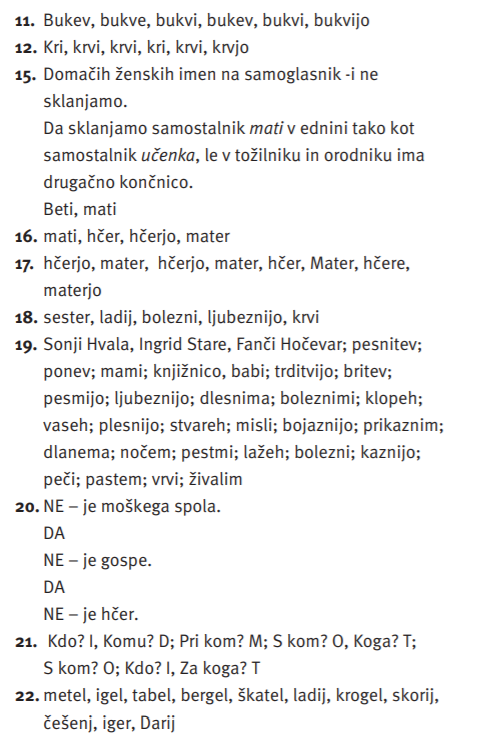 11. Bukev, bukve, bukvi, bukev, bukvi, bukvijo
12. Kri, krvi, krvi, kri, krvi, krvjo
15. Domačih ženskih imen na samoglasnik -i ne
sklanjamo.
Da sklanjamo samostalnik mati v ednini tako kot
samostalnik učenka, le v tožilniku in orodniku ima
drugačno končnico.
Beti, mati
16. mati, hčer, hčerjo, mater
17. hčerjo, mater, hčerjo, mater, hčer, Mater, hčere,
materjo
18. sester, ladij, bolezni, ljubeznijo, krvi
19. Sonji Hvala, Ingrid Stare, Fanči Hočevar; pesnitev;
ponev; mami; knjižnico, babi; trditvijo; britev;
pesmijo; ljubeznijo; dlesnima; boleznimi; klopeh;
vaseh; plesnijo; stvareh; misli; bojaznijo; prikaznim;
dlanema; nočem; pestmi; lažeh; bolezni; kaznijo;
peči; pastem; vrvi; živalim
20. NE – je moškega spola.
DA
NE – je gospe.
DA
NE – je hčer.
21. Kdo? I, Komu? D; Pri kom? M; S kom? O, Koga? T;
S kom? O; Kdo? I, Za koga? T
22. metel, igel, tabel, bergel, škatel, ladij, krogel, skorij,
češenj, iger, Darij